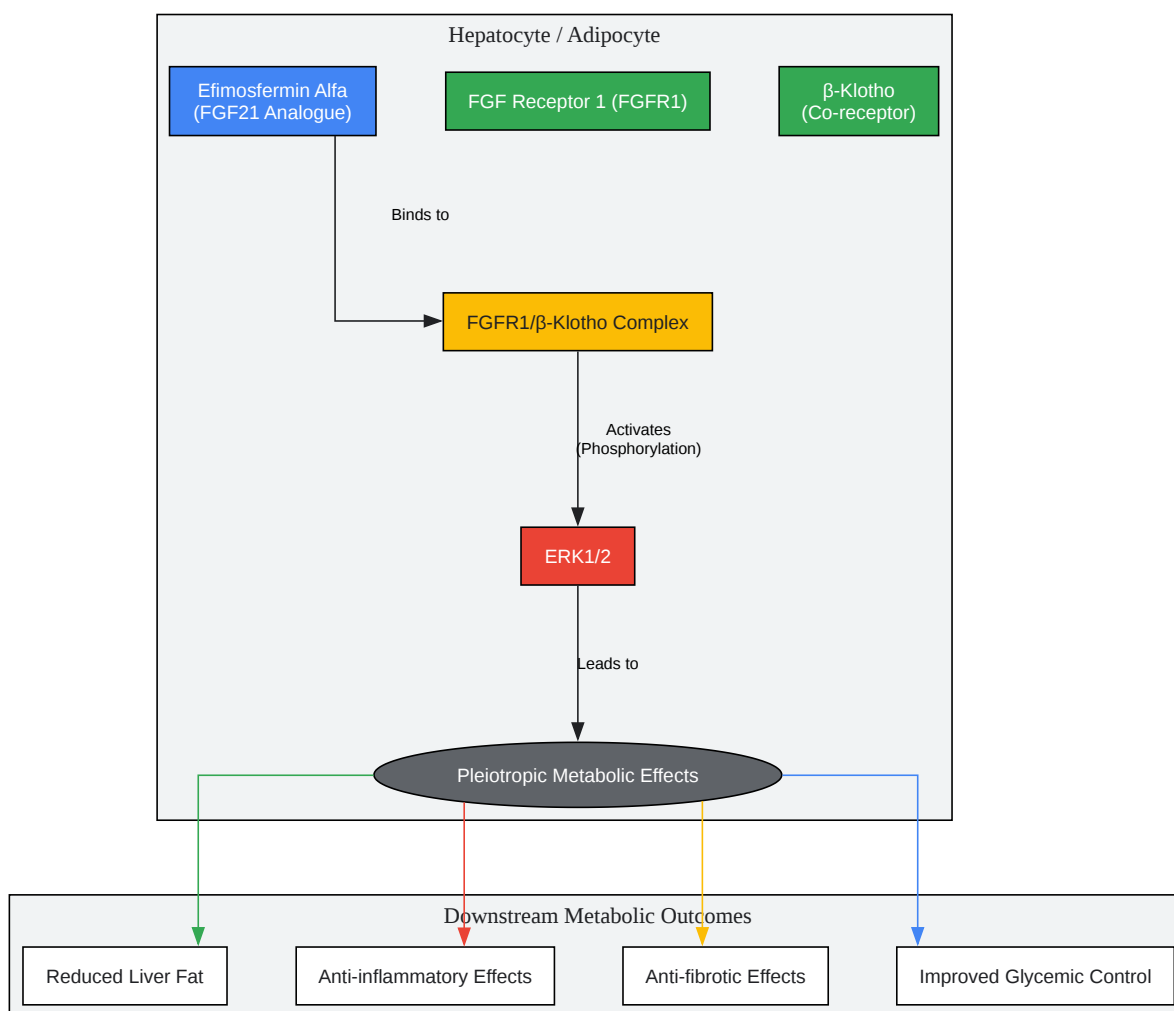 Hepatocyte / Adipocyte
Efimosfermin Alfa
(FGF21 Analogue)
FGF Receptor 1 (FGFR1)
β-Klotho
(Co-receptor)
Binds to
FGFR1/β-Klotho Complex
Activates
(Phosphorylation)
ERK1/2
Leads to
Pleiotropic Metabolic Effects
Downstream Metabolic Outcomes
Reduced Liver Fat
Anti-inflammatory Effects
Anti-fibrotic Effects
Improved Glycemic Control